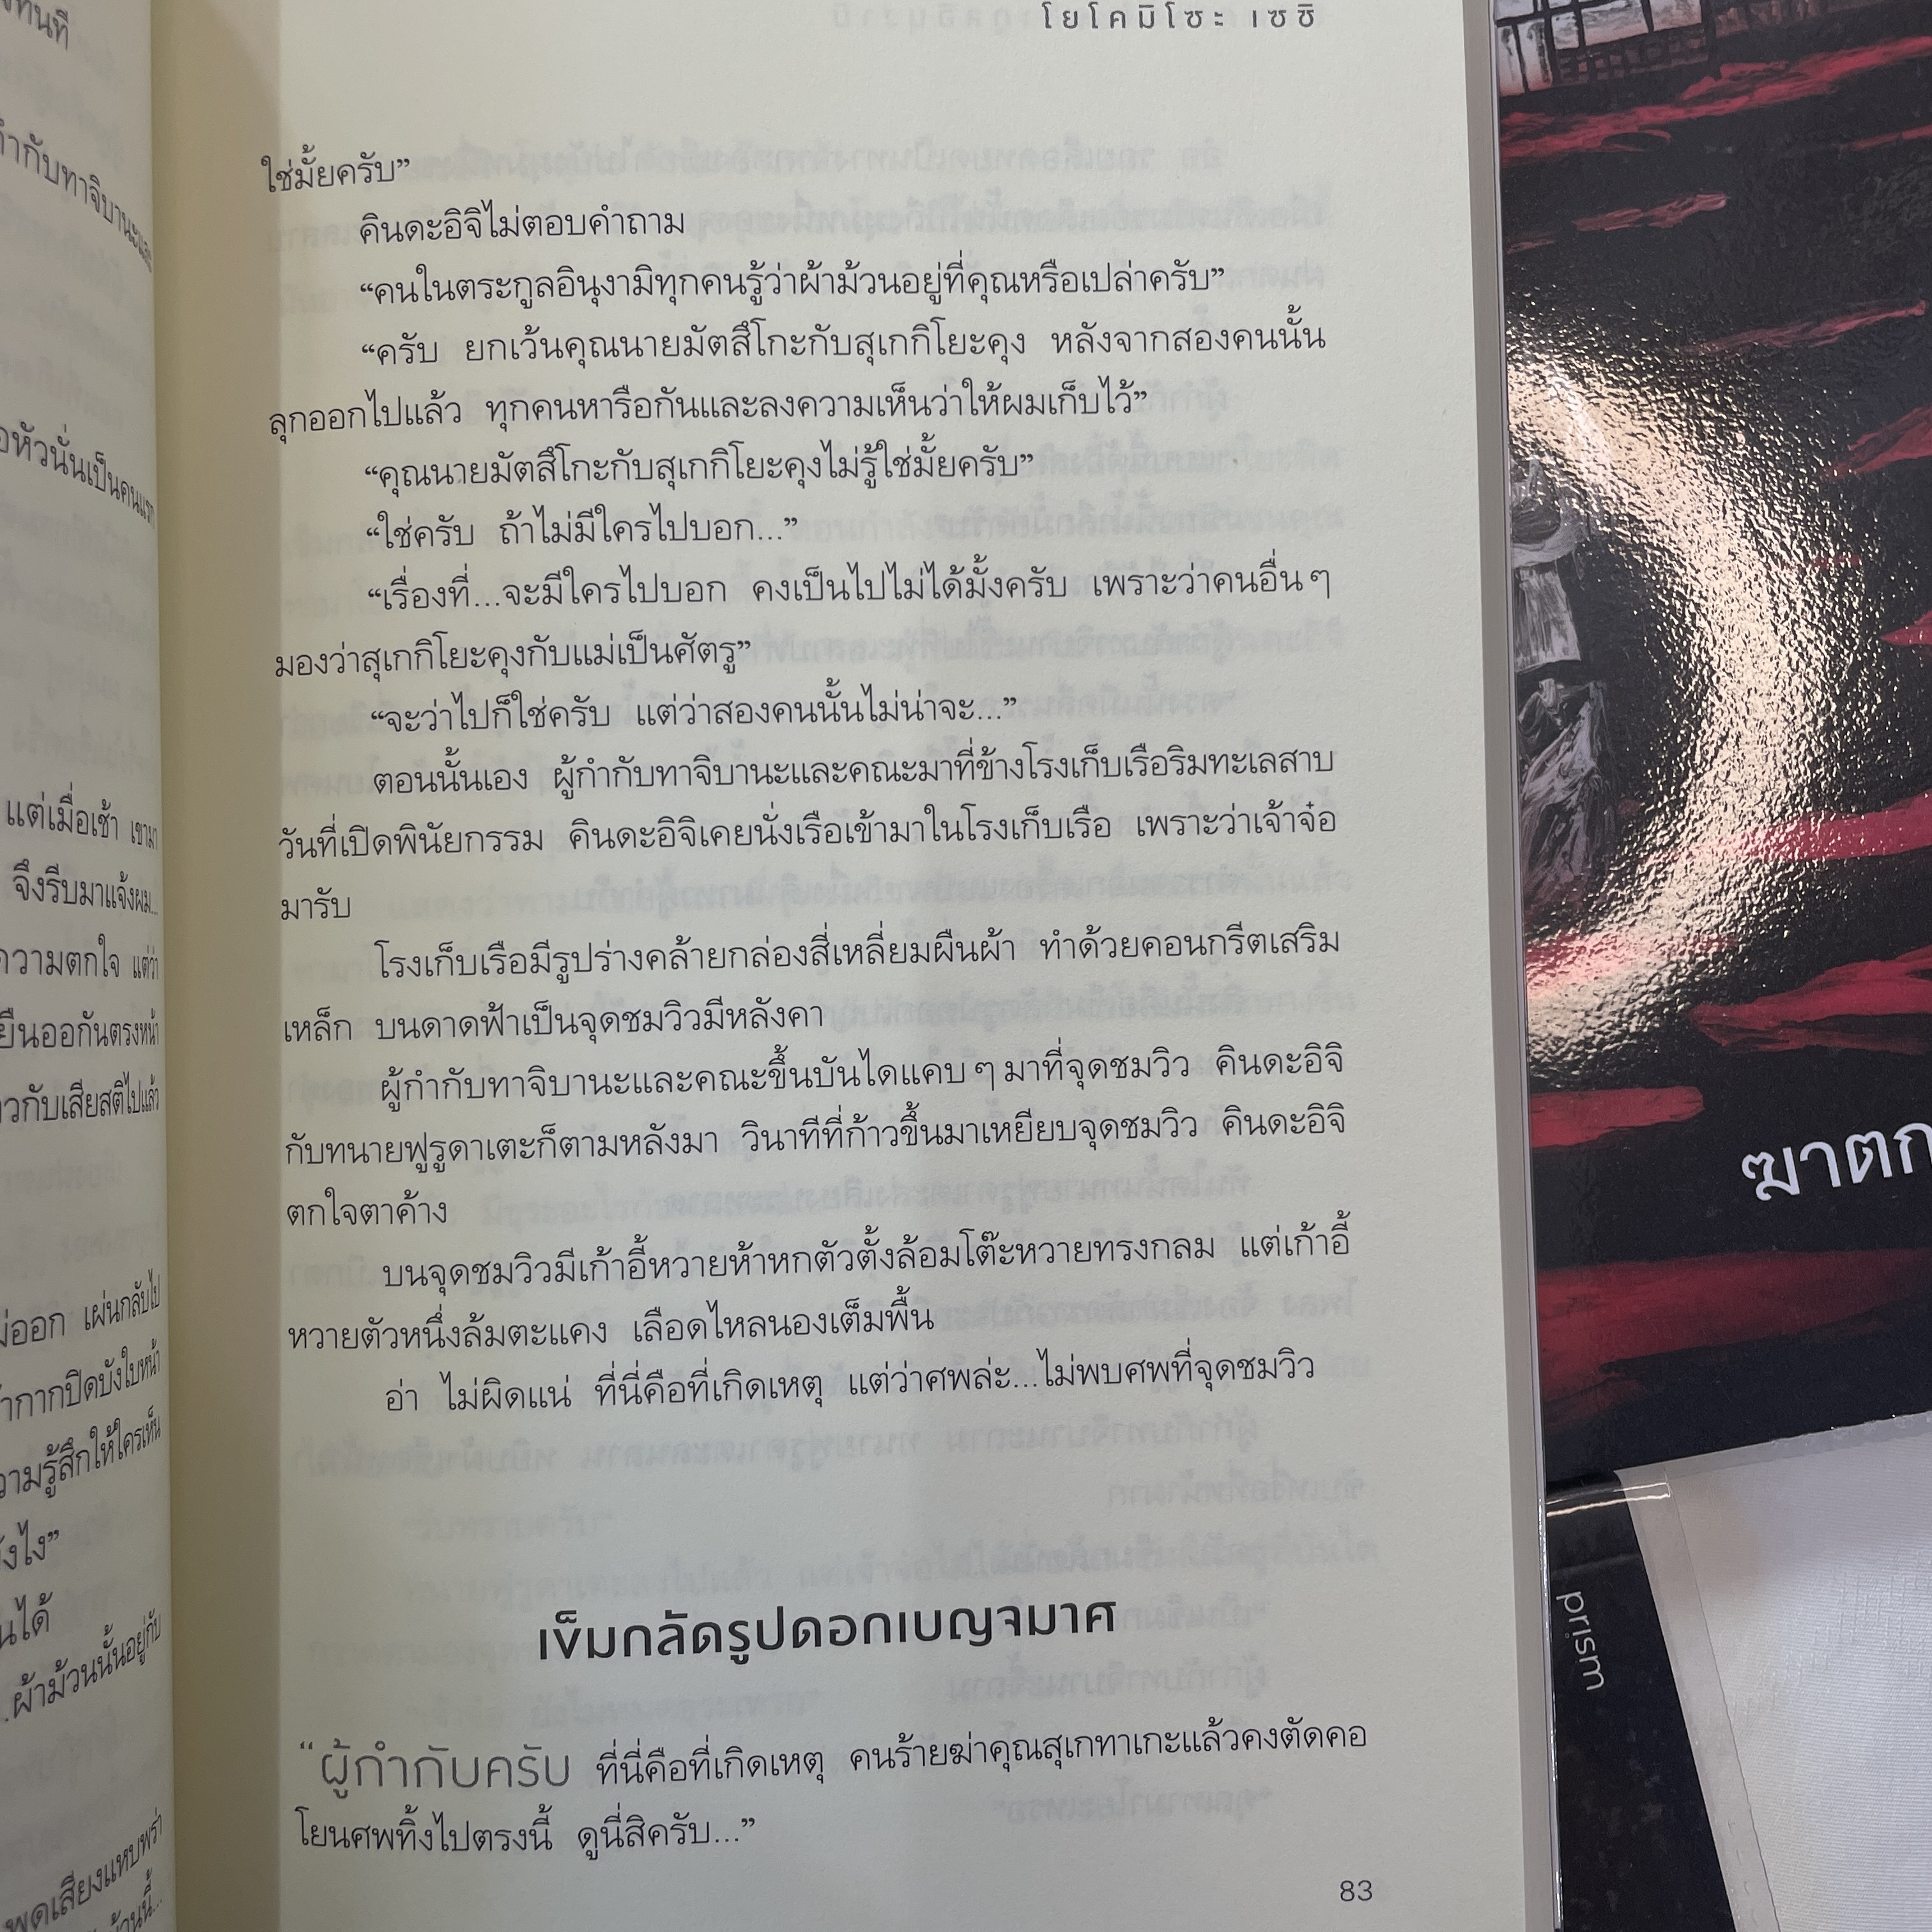 โยโคมิโซะ เซชิ
ใช่มั้ยครับ”
คินดะอิจิไม่ตอบคำถาม
“คนในตระกูลอินุงามิทุกคนรู้ว่าผ้าม้วนอยู่ที่คุณหรือเปล่าครับ”
“ครับ ยกเว้นคุณนายมัตสึโกะกับสุเกกิโยะคุง หลังจากสองคนนั้น
ลุกออกไปแล้ว ทุกคนหารือกันและลงความเห็นว่าให้ผมเก็บไว้”
“คุณนายมัตสึโกะกับสุเกกิโยะคุงไม่รู้ใช่มั้ยครับ”
“ใช่ครับ ถ้าไม่มีใครไปบอก...”
“เรื่องที่...จะมีใครไปบอก คงเป็นไปไม่ได้มั้งครับ เพราะว่าคนอื่น ๆ
มองว่าสุเกกิโยะคุงกับแม่เป็นศัตรู”
“จะว่าไปก็ใช่ครับ แต่ว่าสองคนนั้นไม่น่าจะ...”
ตอนนั้นเอง ผู้กำกับทาจิบานะและคณะมาที่ข้างโรงเก็บเรือริมทะเลสาบ
วันที่เปิดพินัยกรรม คินดะอิจิเคยนั่งเรือเข้ามาในโรงเก็บเรือ เพราะว่าเจ้าจ๋อ
มารับ
โรงเก็บเรือมีรูปร่างคล้ายกล่องสี่เหลี่ยมผืนผ้า ทำด้วยคอนกรีตเสริม
เหล็ก บนดาดฟ้าเป็นจุดชมวิวมีหลังคา
ผู้กำกับทาจิบานะและคณะขึ้นบันไดแคบ ๆ มาที่จุดชมวิว คินดะอิจิ
กับทนายฟูรูดาเตะก็ตามหลังมา วินาทีที่ก้าวขึ้นมาเหยียบจุดชมวิว คินดะอิจิ
ตกใจตาค้าง
บนจุดชมวิวมีเก้าอี้หวายห้าหกตัวตั้งล้อมโต๊ะหวายทรงกลม แต่เก้าอี้
หวายตัวหนึ่งล้มตะแคง เลือดไหลนองเต็มพื้น
อ่า ไม่ผิดแน่ ที่นี่คือที่เกิดเหตุ แต่ว่าศพล่ะ...ไม่พบศพที่จุดชมวิว
เข็มกลัดรูปดอกเบญจมาศ
“ผู้กำกับครับ ที่นี่คือที่เกิดเหตุ คนร้ายฆ่าคุณสุเกทาเกะแล้วคงตัดคอ
โยนศพทิ้งไปตรงนี้ ดูนี่สิครับ...”
83
ฆาตก
prism